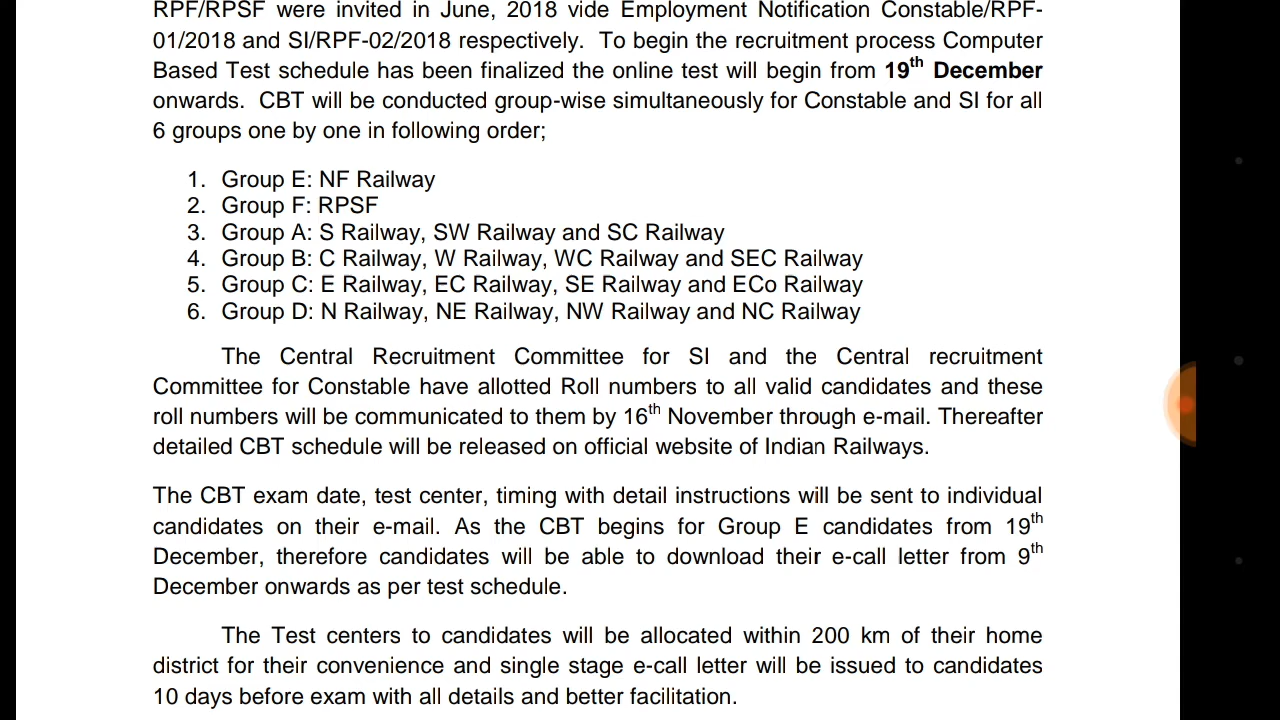 RPF/RPSF were invited in June, 2018 vide Employment Notification Constable/RPF-
01/2018 and SI/RPF-02/2018 respectively. To begin the recruitment process Computer
Based Test schedule has been finalized the online test will begin from 19th December
onwards. CBT will be conducted group-wise simultaneously for Constable and SI for all
6 groups one by one in following order;
1. Group E: NF Railway
2. Group F: RPSF
3. Group A: S Railway, SW Railway and SC Railway
4. Group B: C Railway, W Railway, WC Railway and SEC Railway
5. Group C: E Railway, EC Railway, SE Railway and ECo Railway
6. Group D: N Railway, NE Railway, NW Railway and NC Railway
The Central Recruitment Committee for SI and the Central recruitment
Committee for Constable have allotted Roll numbers to all valid candidates and these
roll numbers will be communicated to them by 16th November through e-mail. Thereafter
detailed CBT schedule will be released on official website of Indian Railways.
The CBT exam date, test center, timing with detail instructions will be sent to individual
candidates on their e-mail. As the CBT begins for Group E candidates from 19th
December, therefore candidates will be able to download their e-call letter from 9th
December onwards as per test schedule.
The Test centers to candidates will be allocated within 200 km of their home
district for their convenience and single stage e-call letter will be issued to candidates
10 days before exam with all details and better facilitation.